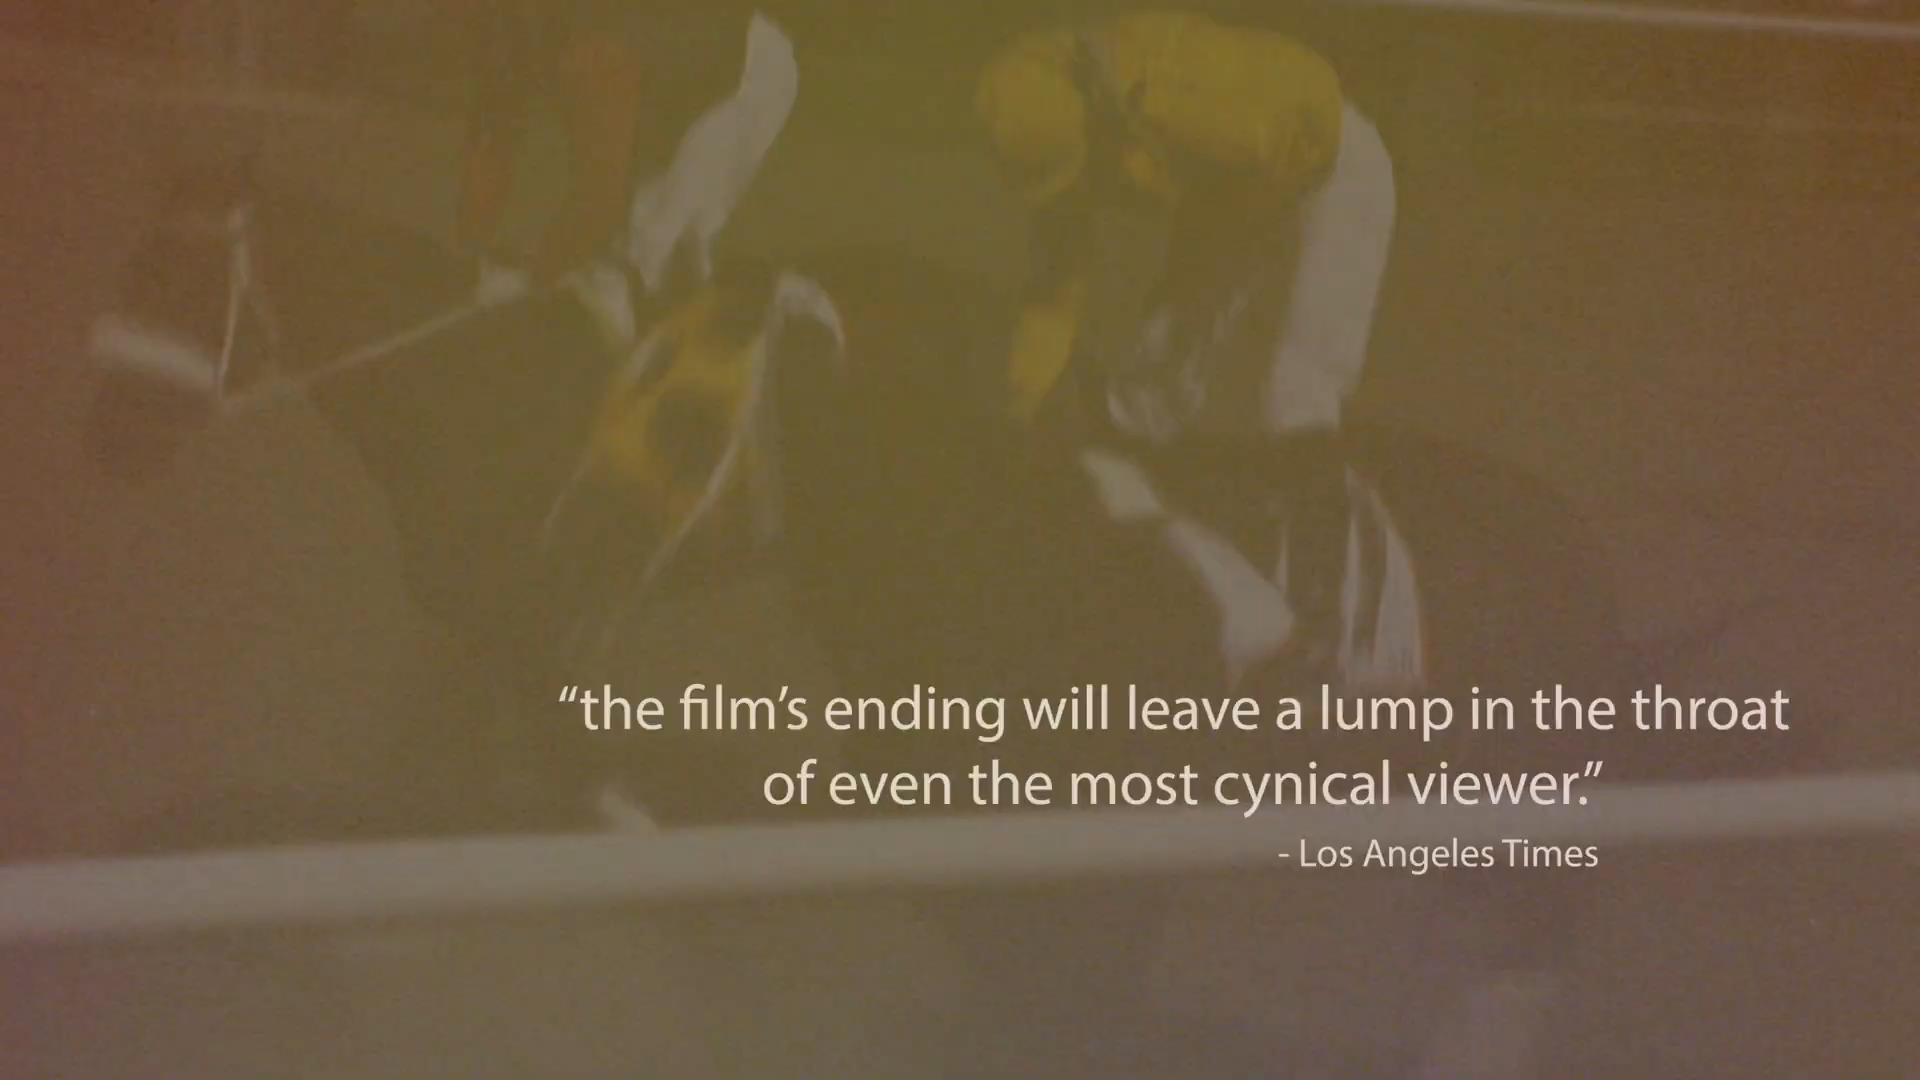 “the film’s ending will leave a lump in the throat
of even the most cynical viewer.”
- Los Angeles Times